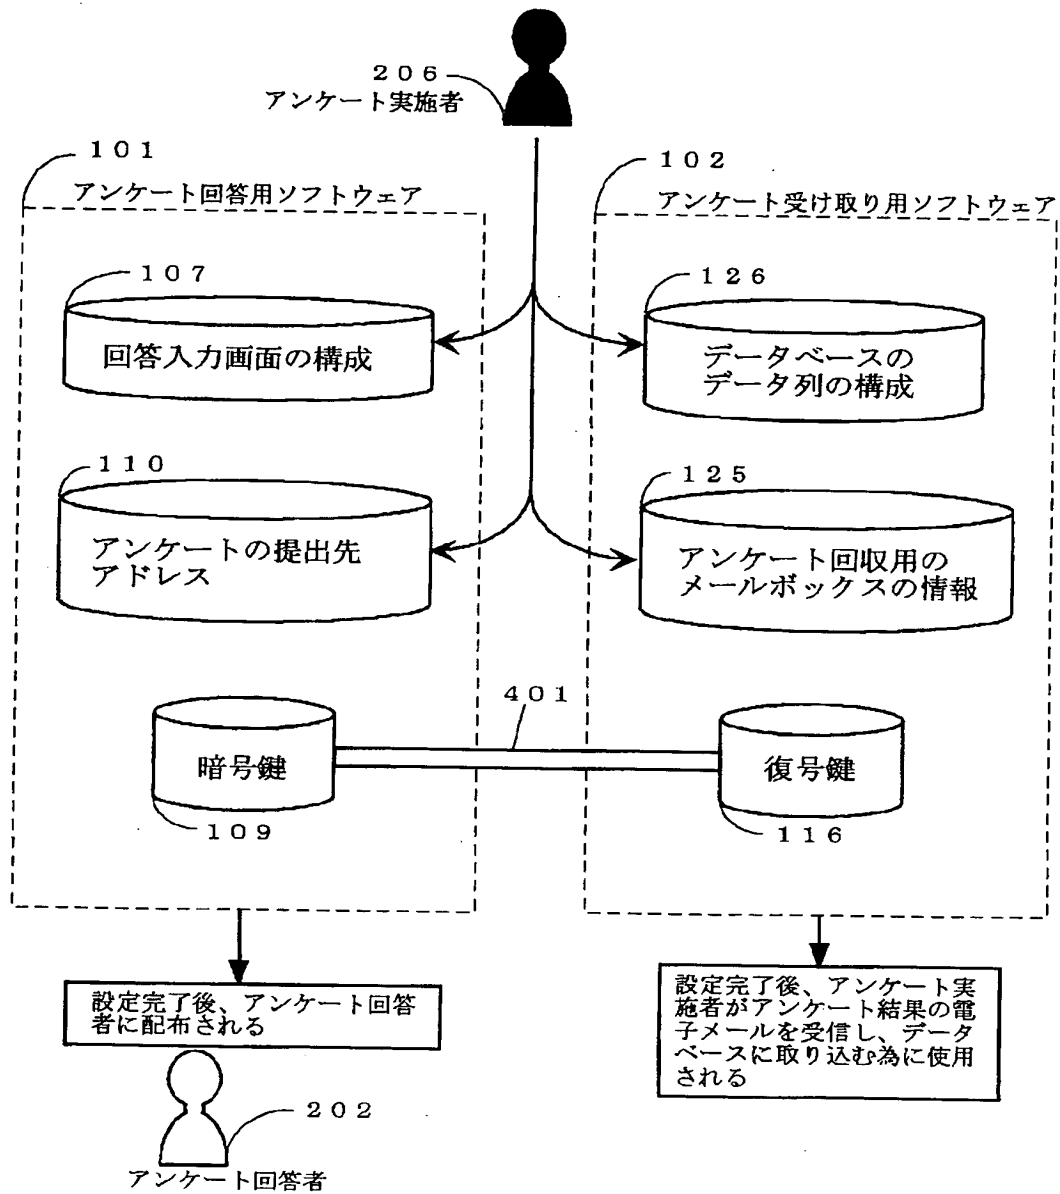 ２０６
アンケート実施者
１０１
アンケート回答用ソフトウェア
１０２
アンケート受け取り用ソフトウェア
１０７
回答入力画面の構成
１２６
データベースの
データ列の構成
１１０
アンケートの提出先
アドレス
１２５
アンケート回収用の
メールボックスの情報
４０１
暗号鍵
１０９
復号鍵
１１６
設定完了後、アンケート回答
者に配布される
設定完了後、アンケート実
施者がアンケート結果の電
子メールを受信し、データ
ベースに取り込む為に使用
される
２０２
アンケート回答者